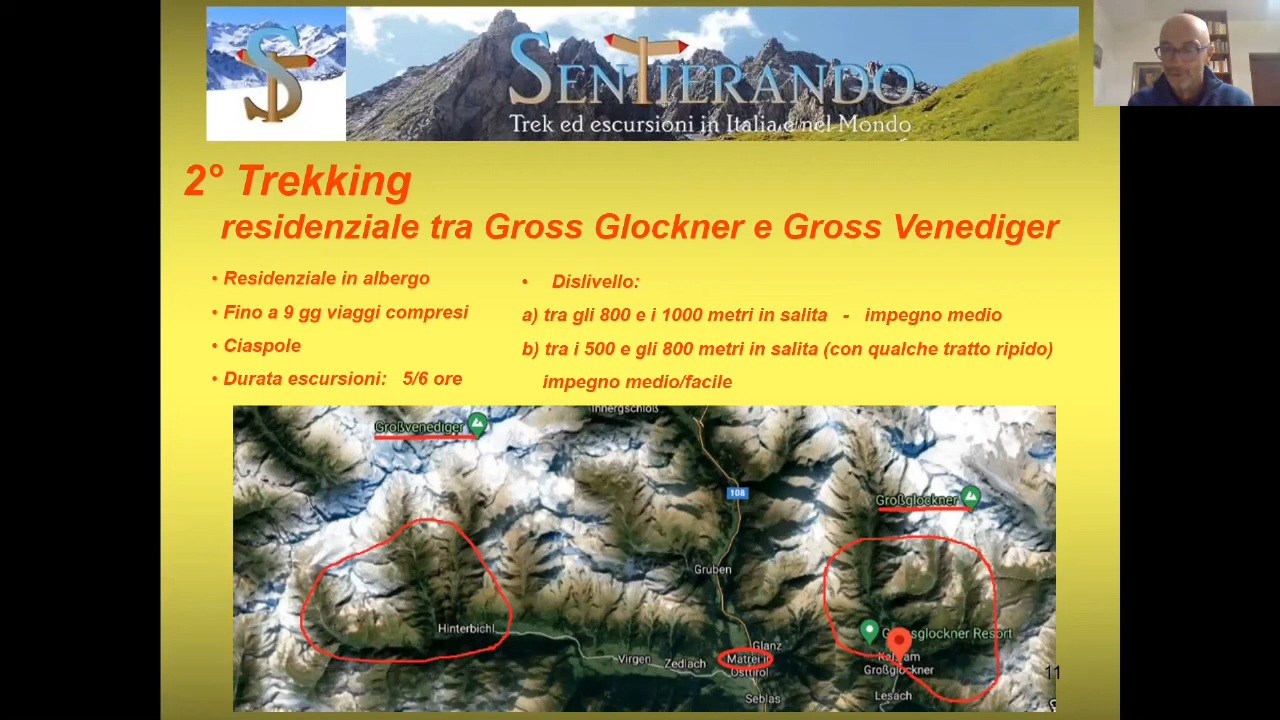 SENTIERANDO
Trek ed escursioni in Italia e nel Mondo
2° Trekking
residenziale tra Gross Glockner e Gross Venediger
• Residenziale in albergo
• Fino a 9 gg viaggi compresi
• Ciaspole
• Durata escursioni: 5/6 ore
• Dislivello:
a) tra gli 800 e i 1000 metri in salita - impegno medio
b) tra i 500 e gli 800 metri in salita (con qualche tratto ripido)
impegno medio/facile
Innergschlöß
Großvenediger
108
Großglockner
Gruben
Hinterbichl
Glanz
Virgen
Zedlach
Matrei in
Osttirol
Seblas
Grossglockner Resort
Kals am
Großglockner
Lesach
11